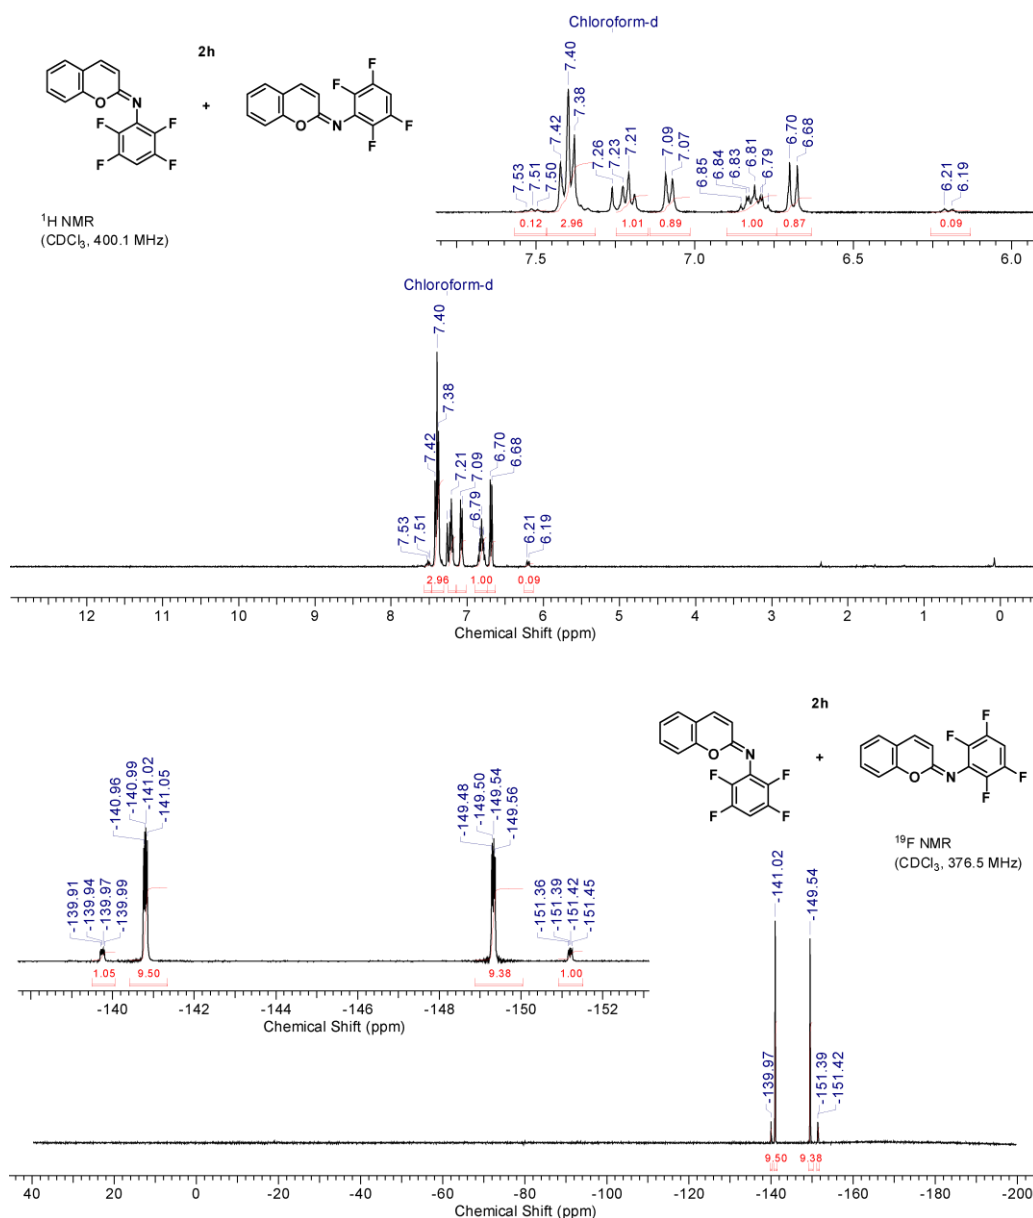 Chloroform-d
2h
+
O
N
F
F
F
F
O
N
F
F
F
F
¹H NMR
(CDCl₃, 400.1 MHz)
7.53
7.51
7.50
7.42
7.40
7.38
7.26
7.23
7.21
7.09
7.07
6.85
6.84
6.83
6.81
6.79
6.70
6.68
6.21
6.19
0.12 2.96 1.01 0.89 1.00 0.87 0.09
7.5 7.0 6.5 6.0
Chloroform-d
7.53
7.51
7.42
7.40
7.38
7.21
7.09
6.79
6.70
6.68
6.21
6.19
2.96 1.00 0.09
12 11 10 9 8 7 6 5 4 3 2 1 0
Chemical Shift (ppm)
2h
+
O
N
F
F
F
F
O
N
F
F
F
F
¹⁹F NMR
(CDCl₃, 376.5 MHz)
-139.91
-139.94
-139.97
-139.99
-140.96
-140.99
-141.02
-141.05
-149.48
-149.50
-149.54
-149.56
-151.36
-151.39
-151.42
-151.45
1.05 9.50 9.38 1.00
-140 -142 -144 -146 -148 -150 -152
Chemical Shift (ppm)
-139.97
-141.02
-149.54
-151.39
-151.42
9.50 9.38
40 20 0 -20 -40 -60 -80 -100 -120 -140 -160 -180 -200
Chemical Shift (ppm)